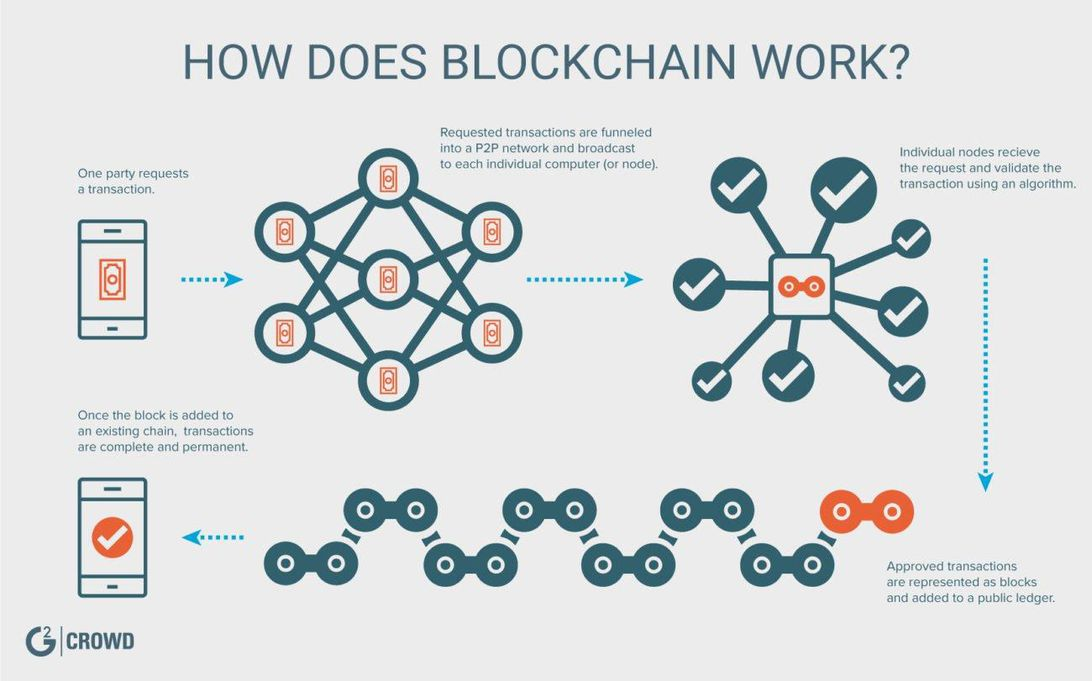 HOW DOES BLOCKCHAIN WORK?
One party requests
a transaction.
Requested transactions are funneled
into a P2P network and broadcast
to each individual computer (or node).
Individual nodes recieve
the request and validate the
transaction using an algorithm.
Approved transactions
are represented as blocks
and added to a public ledger.
Once the block is added to
an existing chain, transactions
are complete and permanent.
G2 | CROWD